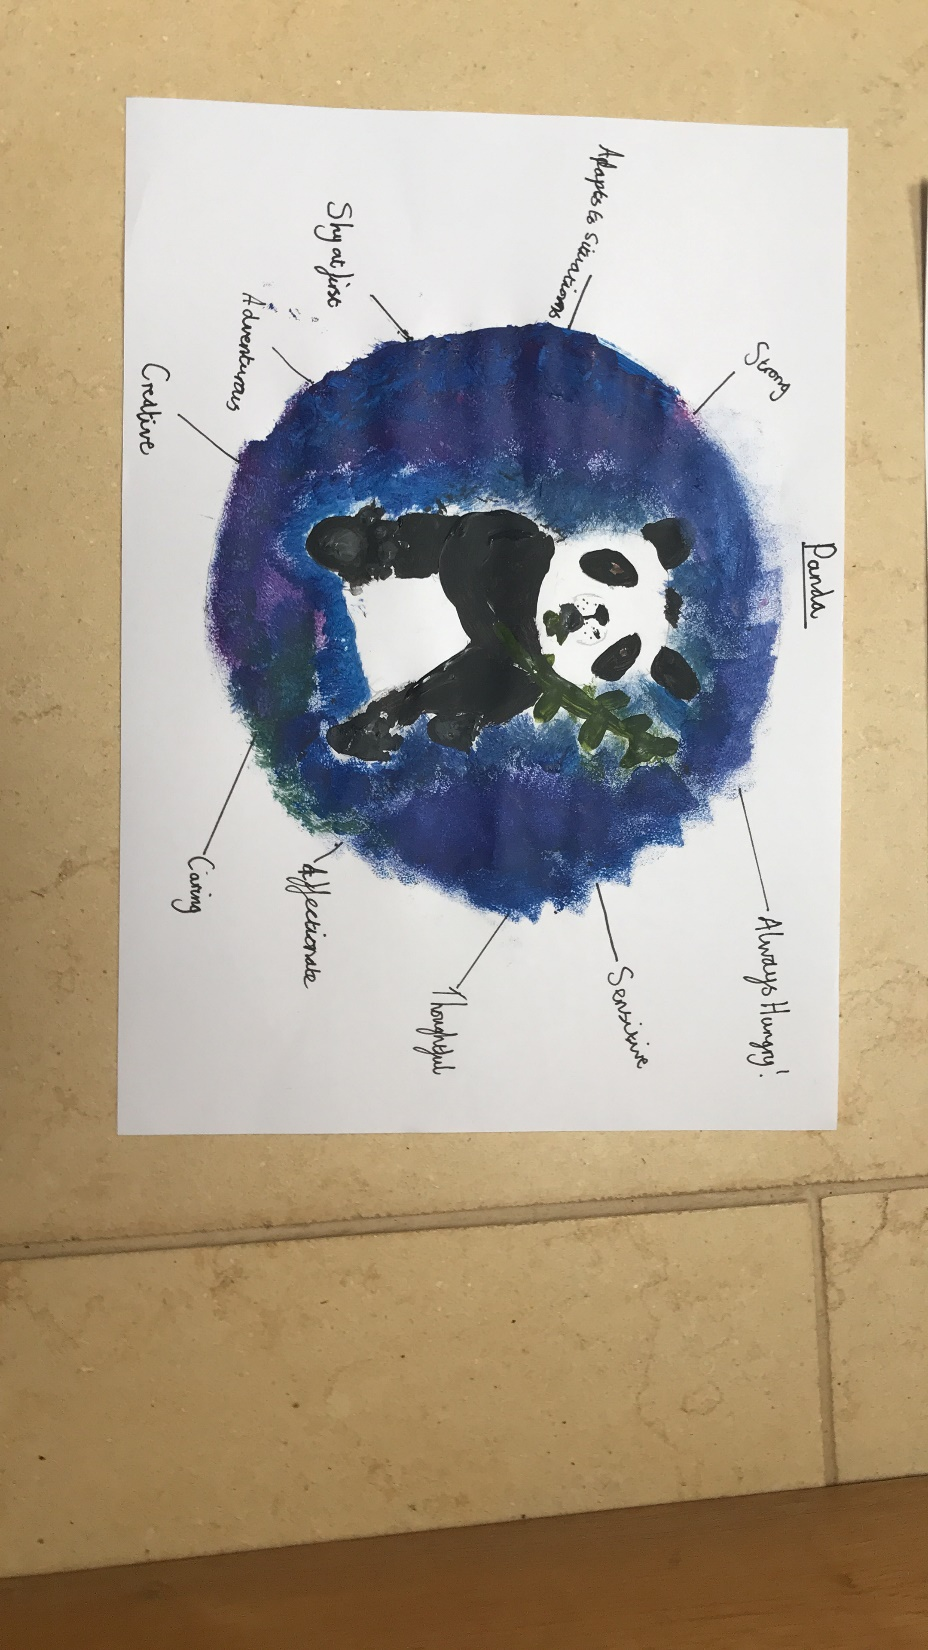 Panda
Strong
Adapts to situations
Shy at first
Adventurous
Creative
Always Hungry!
Sensitive
Thoughtful
Affectionate
Caring